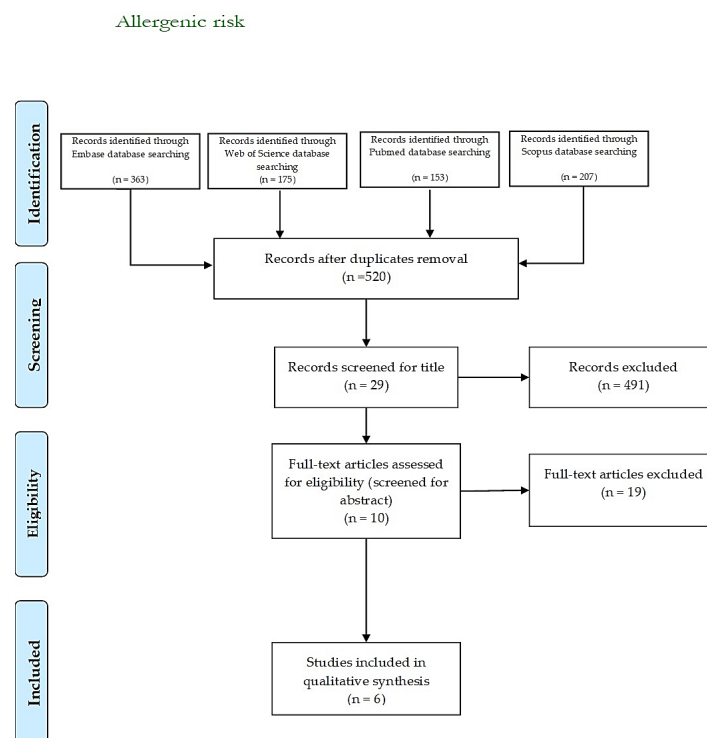 Allergenic risk
Identification
Records identified through
Embase database searching
(n = 363)
Records identified through
Web of Science database
searching
(n = 175)
Records identified through
Pubmed database searching
(n = 153)
Records identified through
Scopus database searching
(n = 207)
Records after duplicates removal
(n =520)
Screening
Records screened for title
(n = 29)
Records excluded
(n = 491)
Eligibility
Full-text articles assessed
for eligibility (screened for
abstract)
(n = 10)
Full-text articles excluded
(n = 19)
Included
Studies included in
qualitative synthesis
(n = 6)